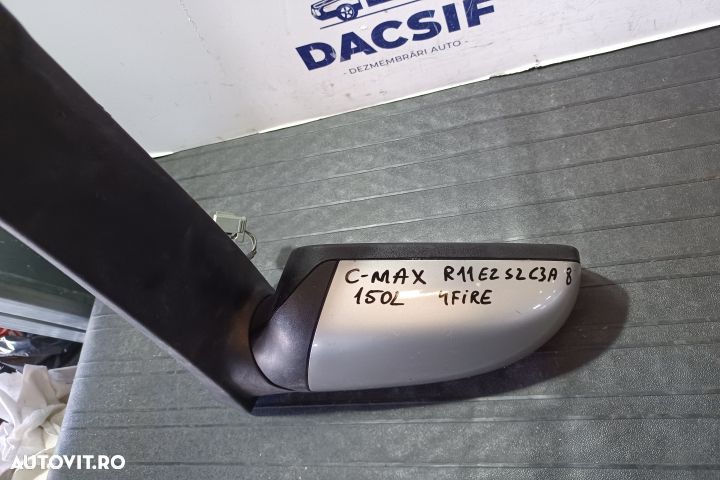 DACSIF
- DEZMEMBRĂRI AUTO -
C-MAX R11E2S2C3A 8
150L 4FiRE
AUTOVIT.RO